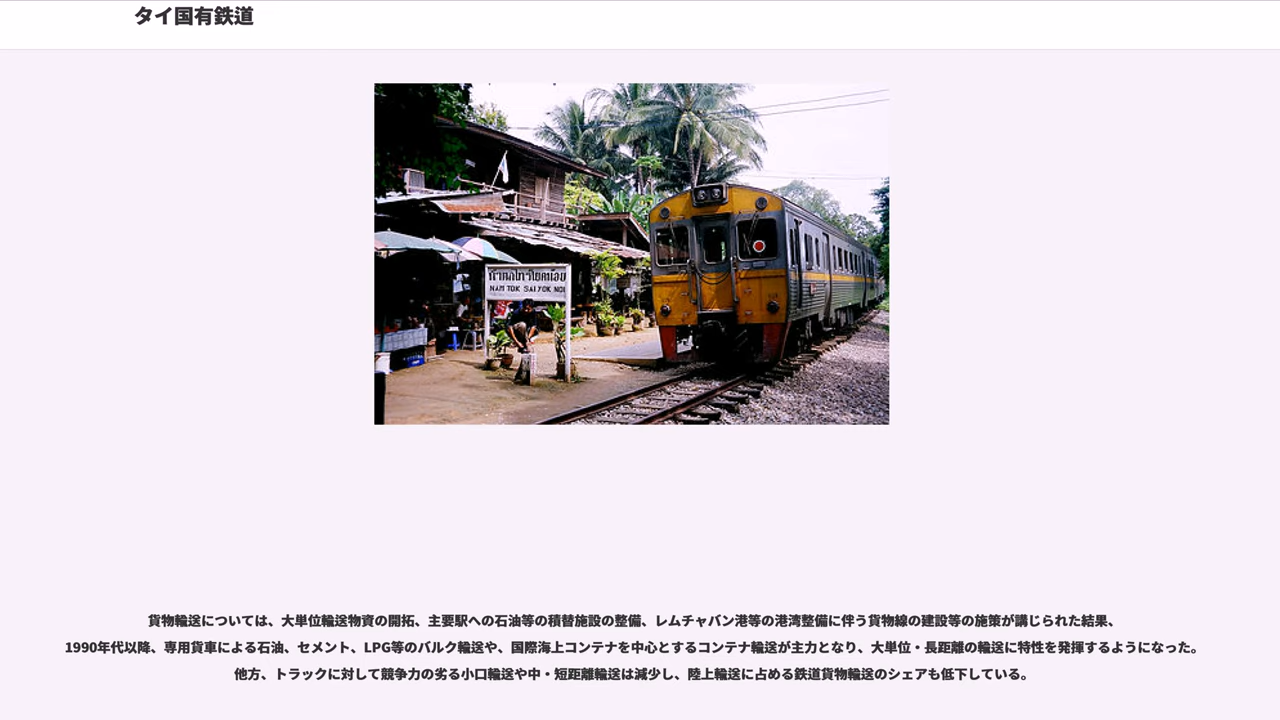 タイ国有鉄道
NAM TOK SAI YOK NOI
貨物輸送については、大単位輸送物資の開拓、主要駅への石油等の積替施設の整備、レムチャバン港等の港湾整備に伴う貨物線の建設等の施策が講じられた結果、
1990年代以降、専用貨車による石油、セメント、LPG等のバルク輸送や、国際海上コンテナを中心とするコンテナ輸送が主力となり、大単位・長距離の輸送に特性を発揮するようになった。
他方、トラックに対して競争力の劣る小口輸送や中・短距離輸送は減少し、陸上輸送に占める鉄道貨物輸送のシェアも低下している。